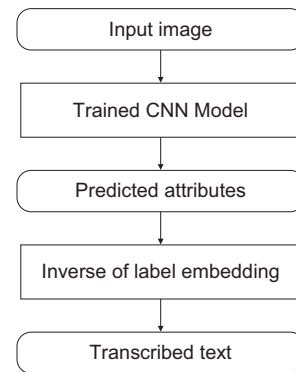 Input image
Trained CNN Model
Predicted attributes
Inverse of label embedding
Transcribed text